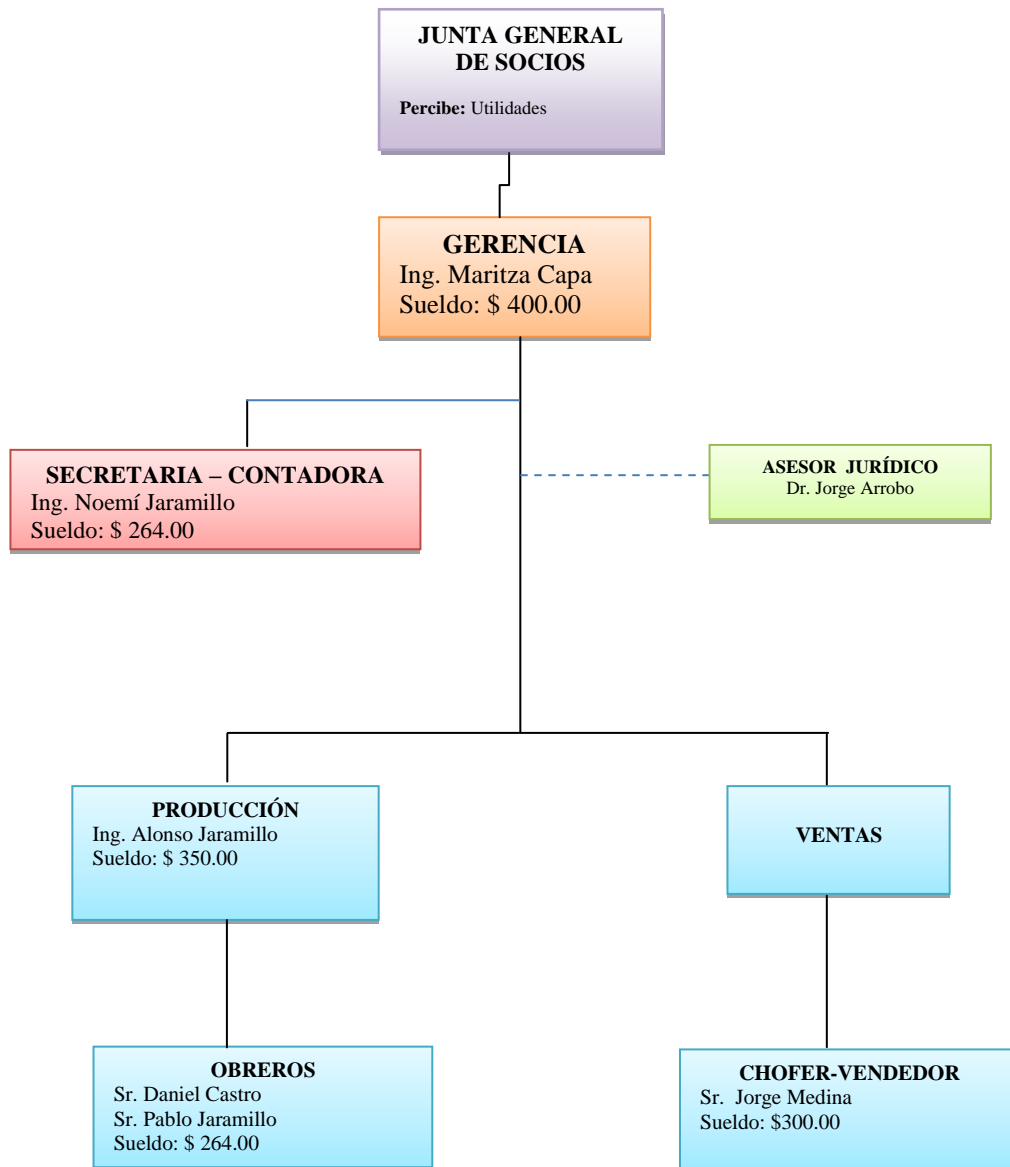 JUNTA GENERAL
DE SOCIOS
Percibe: Utilidades
GERENCIA
Ing. Maritza Capa
Sueldo: $ 400.00
SECRETARIA – CONTADORA
Ing. Noemí Jaramillo
Sueldo: $ 264.00
ASESOR JURÍDICO
Dr. Jorge Arrobo
PRODUCCIÓN
Ing. Alonso Jaramillo
Sueldo: $ 350.00
VENTAS
OBREROS
Sr. Daniel Castro
Sr. Pablo Jaramillo
Sueldo: $ 264.00
CHOFER-VENDEDOR
Sr. Jorge Medina
Sueldo: $300.00